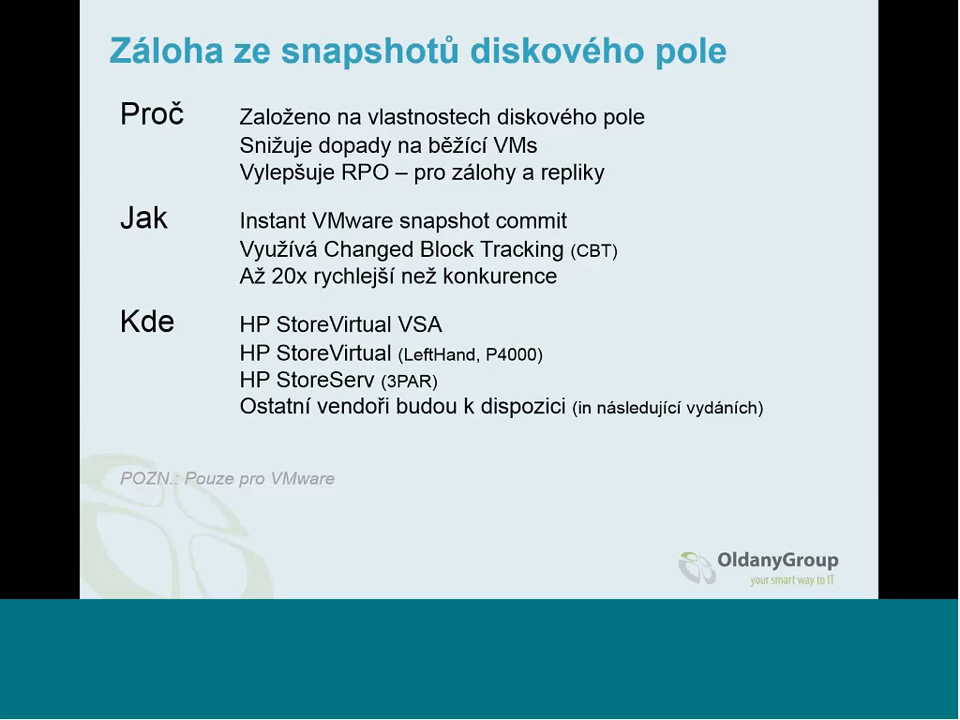 Záloha ze snapshotů diskového pole
Proč Založeno na vlastnostech diskového pole
Snižuje dopady na běžící VMs
Vylepšuje RPO – pro zálohy a repliky
Jak Instant VMware snapshot commit
Využívá Changed Block Tracking (CBT)
Až 20x rychlejší než konkurence
Kde HP StoreVirtual VSA
HP StoreVirtual (LeftHand, P4000)
HP StoreServ (3PAR)
Ostatní vendoři budou k dispozici (in následující vydáních)
POZN.: Pouze pro VMware
OldanyGroup
your smart way to IT